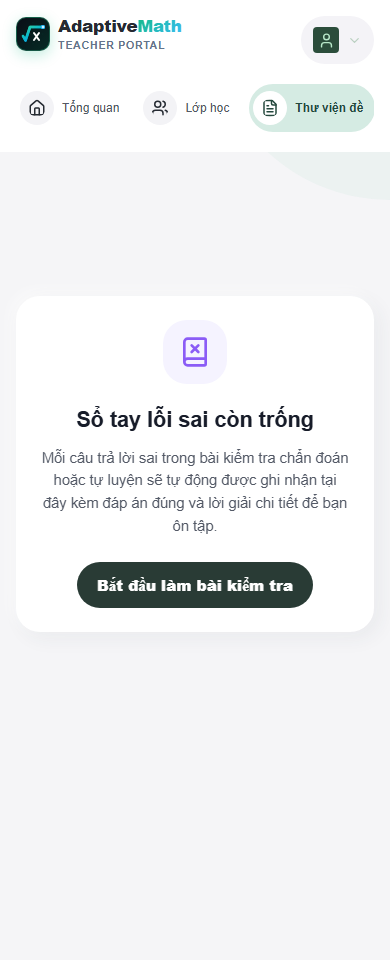 AdaptiveMath
TEACHER PORTAL
Tổng quan
Lớp học
Thư viện đề
Sổ tay lỗi sai còn trống
Mỗi câu trả lời sai trong bài kiểm tra chẩn đoán
hoặc tự luyện sẽ tự động được ghi nhận tại
đây kèm đáp án đúng và lời giải chi tiết để bạn
ôn tập.
Bắt đầu làm bài kiểm tra